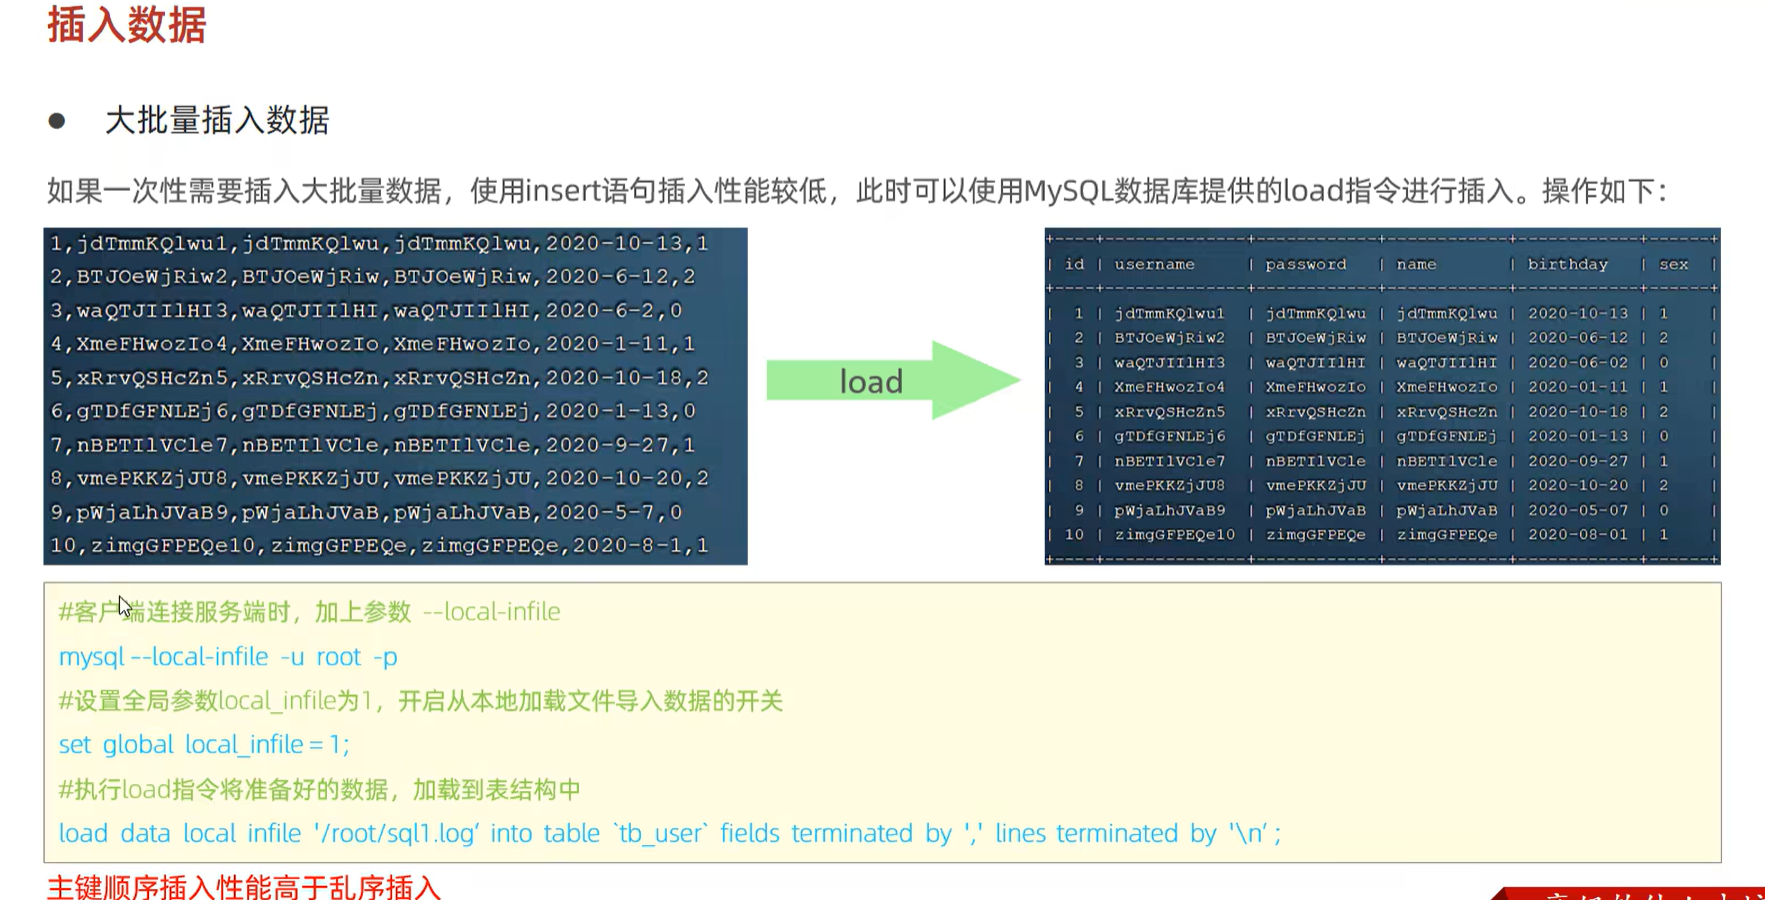 插入数据
● 大批量插入数据
如果一次性需要插入大批量数据，使用insert语句插入性能较低，此时可以使用MySQL数据库提供的load指令进行插入。操作如下：
1,jdTmmKQlwu1,jdTmmKQlwu,jdTmmKQlwu,2020-10-13,1
2,BTJOeWjRiw2,BTJOeWjRiw,BTJOeWjRiw,2020-6-12,2
3,waQTJIIlHI3,waQTJIIlHI,waQTJIIlHI,2020-6-2,0
4,XmeFHwozIo4,XmeFHwozIo,XmeFHwozIo,2020-1-11,1
5,xRrvQSHcZn5,xRrvQSHcZn,xRrvQSHcZn,2020-10-18,2
6,gTDfGFNLEj6,gTDfGFNLEj,gTDfGFNLEj,2020-1-13,0
7,nBETIlVCle7,nBETIlVCle,nBETIlVCle,2020-9-27,1
8,vmePKKZjJU8,vmePKKZjJU,vmePKKZjJU,2020-10-20,2
9,pWjaLhJVaB9,pWjaLhJVaB,pWjaLhJVaB,2020-5-7,0
10,zimgGFPEQe10,zimgGFPEQe,zimgGFPEQe,2020-8-1,1
load
| id | username | password | name | birthday | sex |
| 1 | jdTmmKQlwu1 | jdTmmKQlwu | jdTmmKQlwu | 2020-10-13 | 1 |
| 2 | BTJOeWjRiw2 | BTJOeWjRiw | BTJOeWjRiw | 2020-06-12 | 2 |
| 3 | waQTJIIlHI3 | waQTJIIlHI | waQTJIIlHI | 2020-06-02 | 0 |
| 4 | XmeFHwozIo4 | XmeFHwozIo | XmeFHwozIo | 2020-01-11 | 1 |
| 5 | xRrvQSHcZn5 | xRrvQSHcZn | xRrvQSHcZn | 2020-10-18 | 2 |
| 6 | gTDfGFNLEj6 | gTDfGFNLEj | gTDfGFNLEj | 2020-01-13 | 0 |
| 7 | nBETIlVCle7 | nBETIlVCle | nBETIlVCle | 2020-09-27 | 1 |
| 8 | vmePKKZjJU8 | vmePKKZjJU | vmePKKZjJU | 2020-10-20 | 2 |
| 9 | pWjaLhJVaB9 | pWjaLhJVaB | pWjaLhJVaB | 2020-05-07 | 0 |
| 10 | zimgGFPEQe10 | zimgGFPEQe | zimgGFPEQe | 2020-08-01 | 1 |
#客户端连接服务端时，加上参数 --local-infile
mysql --local-infile -u root -p
#设置全局参数local_infile为1，开启从本地加载文件导入数据的开关
set global local_infile = 1;
#执行load指令将准备好的数据，加载到表结构中
load data local infile '/root/sql1.log' into table `tb_user` fields terminated by ',' lines terminated by '\n' ;
主键顺序插入性能高于乱序插入